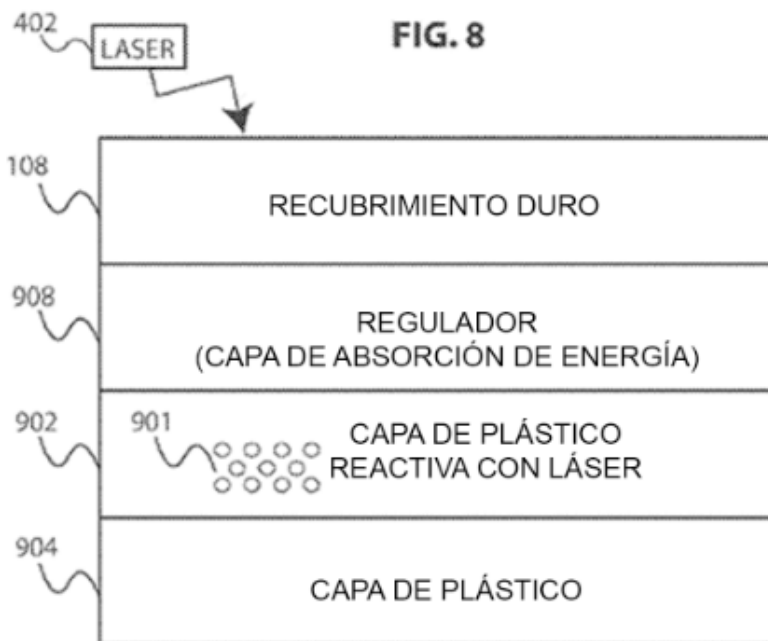 402
LASER
FIG. 8
108
RECUBRIMIENTO DURO
908
REGULADOR
(CAPA DE ABSORCIÓN DE ENERGÍA)
902
901
CAPA DE PLÁSTICO
REACTIVA CON LÁSER
904
CAPA DE PLÁSTICO